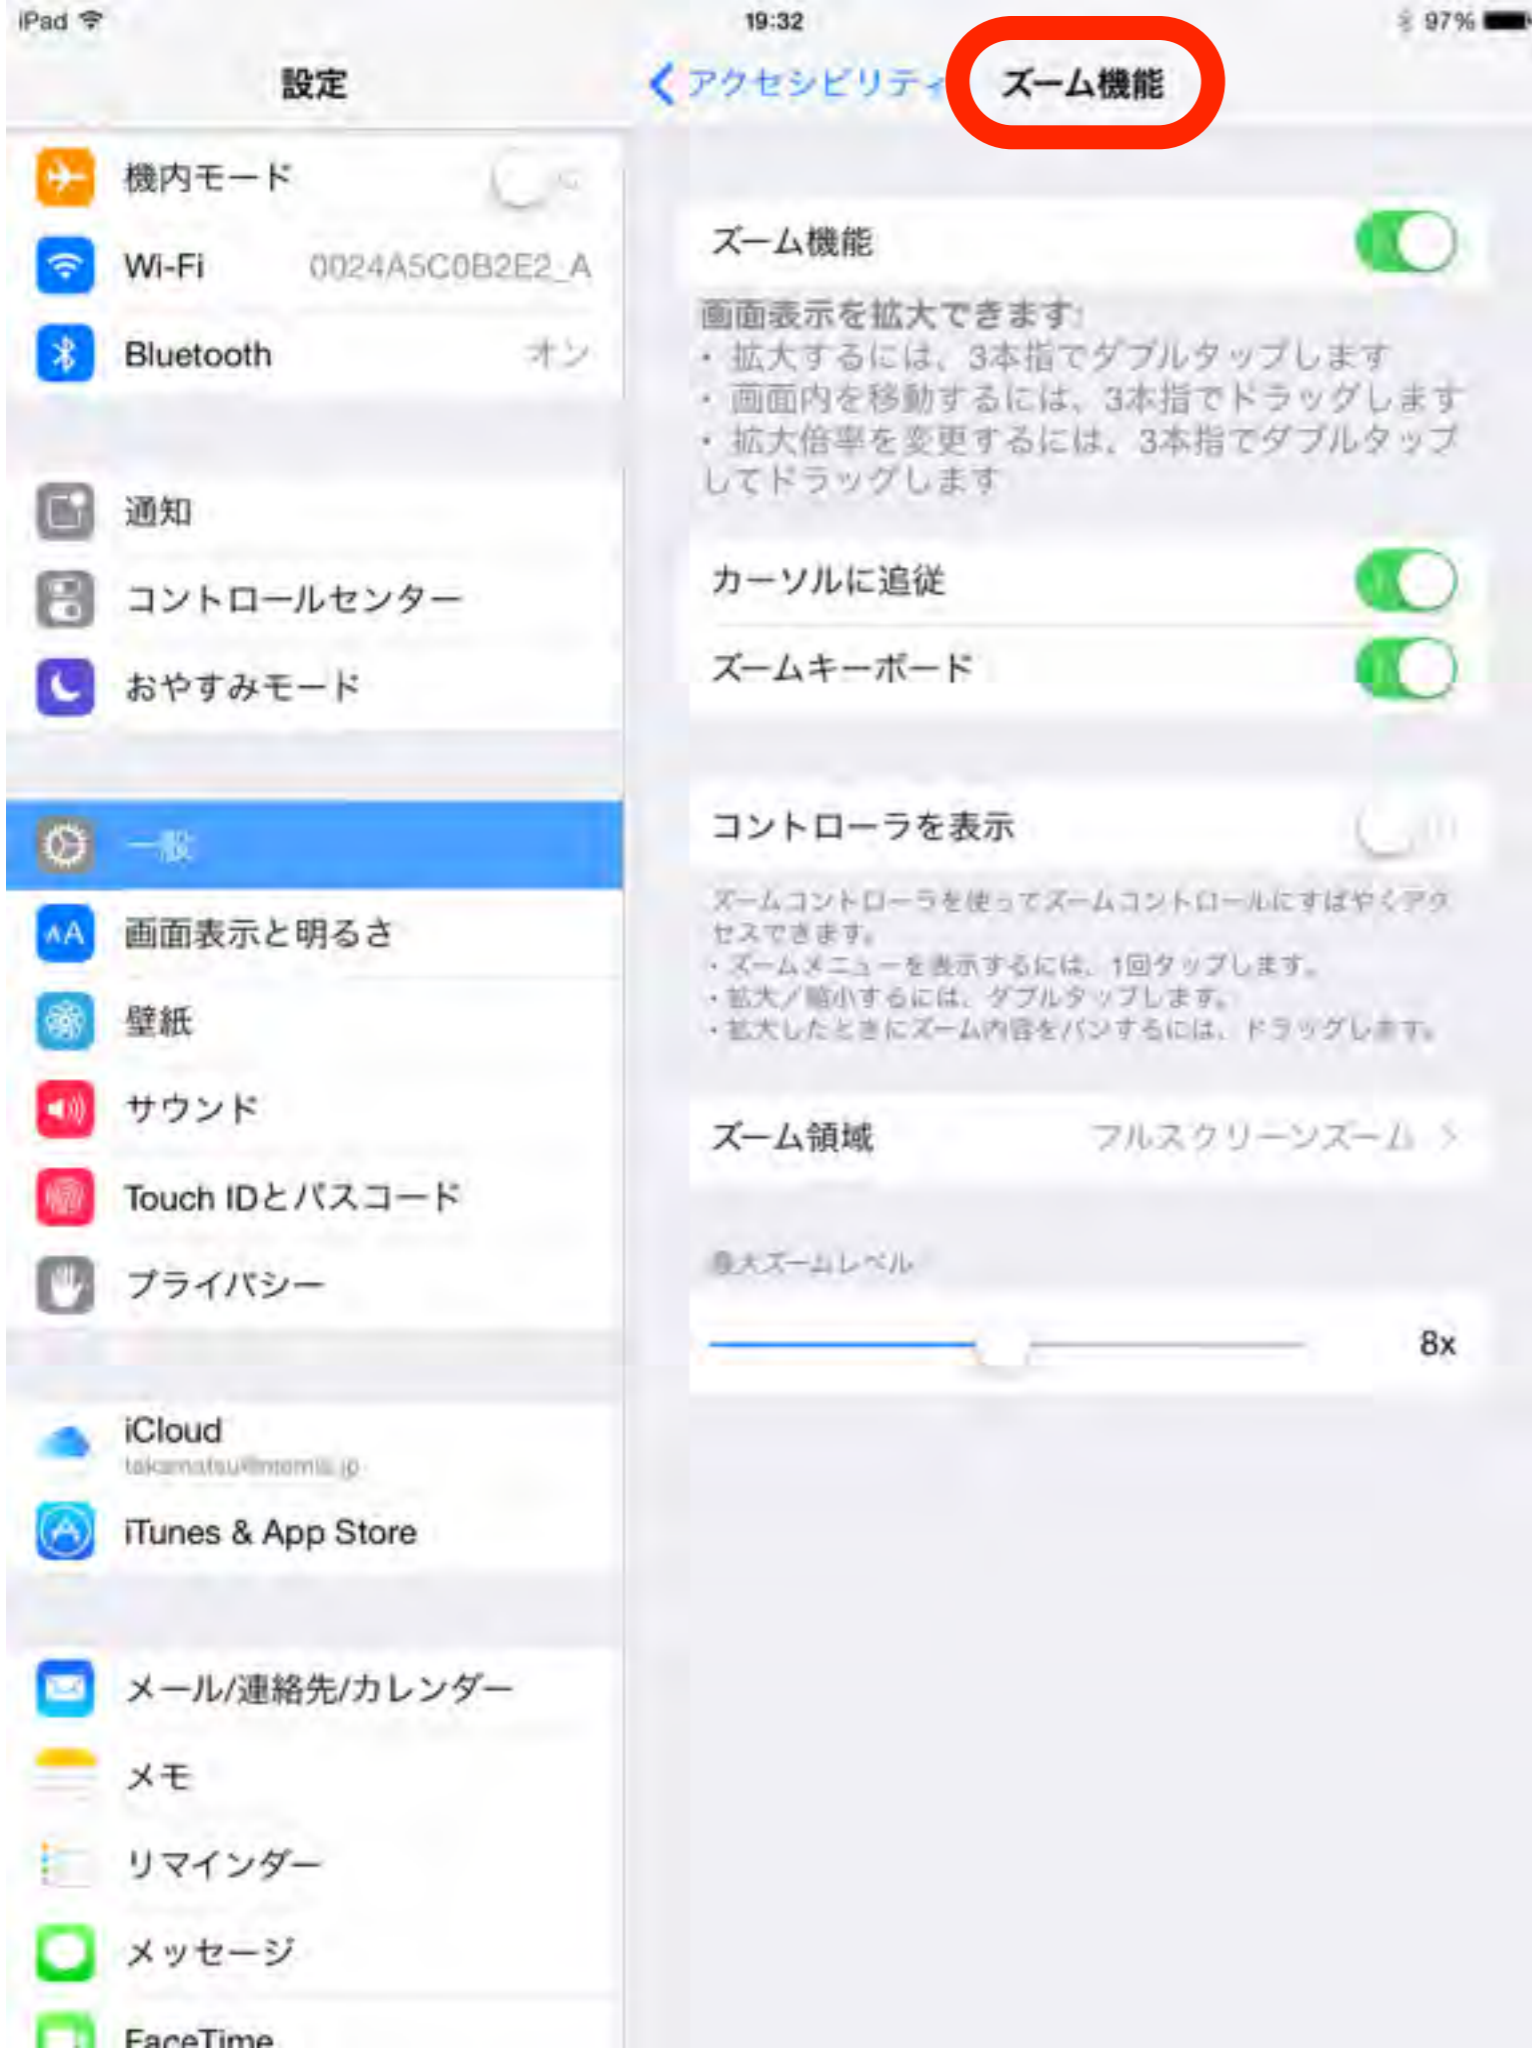 iPad
19:32
97%
設定
アクセシビリティ
ズーム機能
機内モード
Wi-Fi 0024A5C0B2E2_A
Bluetooth オン
通知
コントロールセンター
おやすみモード
一般
画面表示と明るさ
壁紙
サウンド
Touch IDとパスコード
プライバシー
iCloud
iTunes & App Store
メール/連絡先/カレンダー
メモ
リマインダー
メッセージ
FaceTime
ズーム機能
画面表示を拡大できます:
・ 拡大するには、3本指でダブルタップします
・ 画面内を移動するには、3本指でドラッグします
・ 拡大倍率を変更するには、3本指でダブルタップ
してドラッグします
カーソルに追従
ズームキーボード
コントローラを表示
ズームコントローラを使ってズームコントロールにすばやくアク
セスできます。
・ズームメニューを表示するには、1回タップします。
・拡大/縮小するには、ダブルタップします。
・拡大したときにズーム内容をパンするには、ドラッグします。
ズーム領域 フルスクリーンズーム
最大ズームレベル
8x